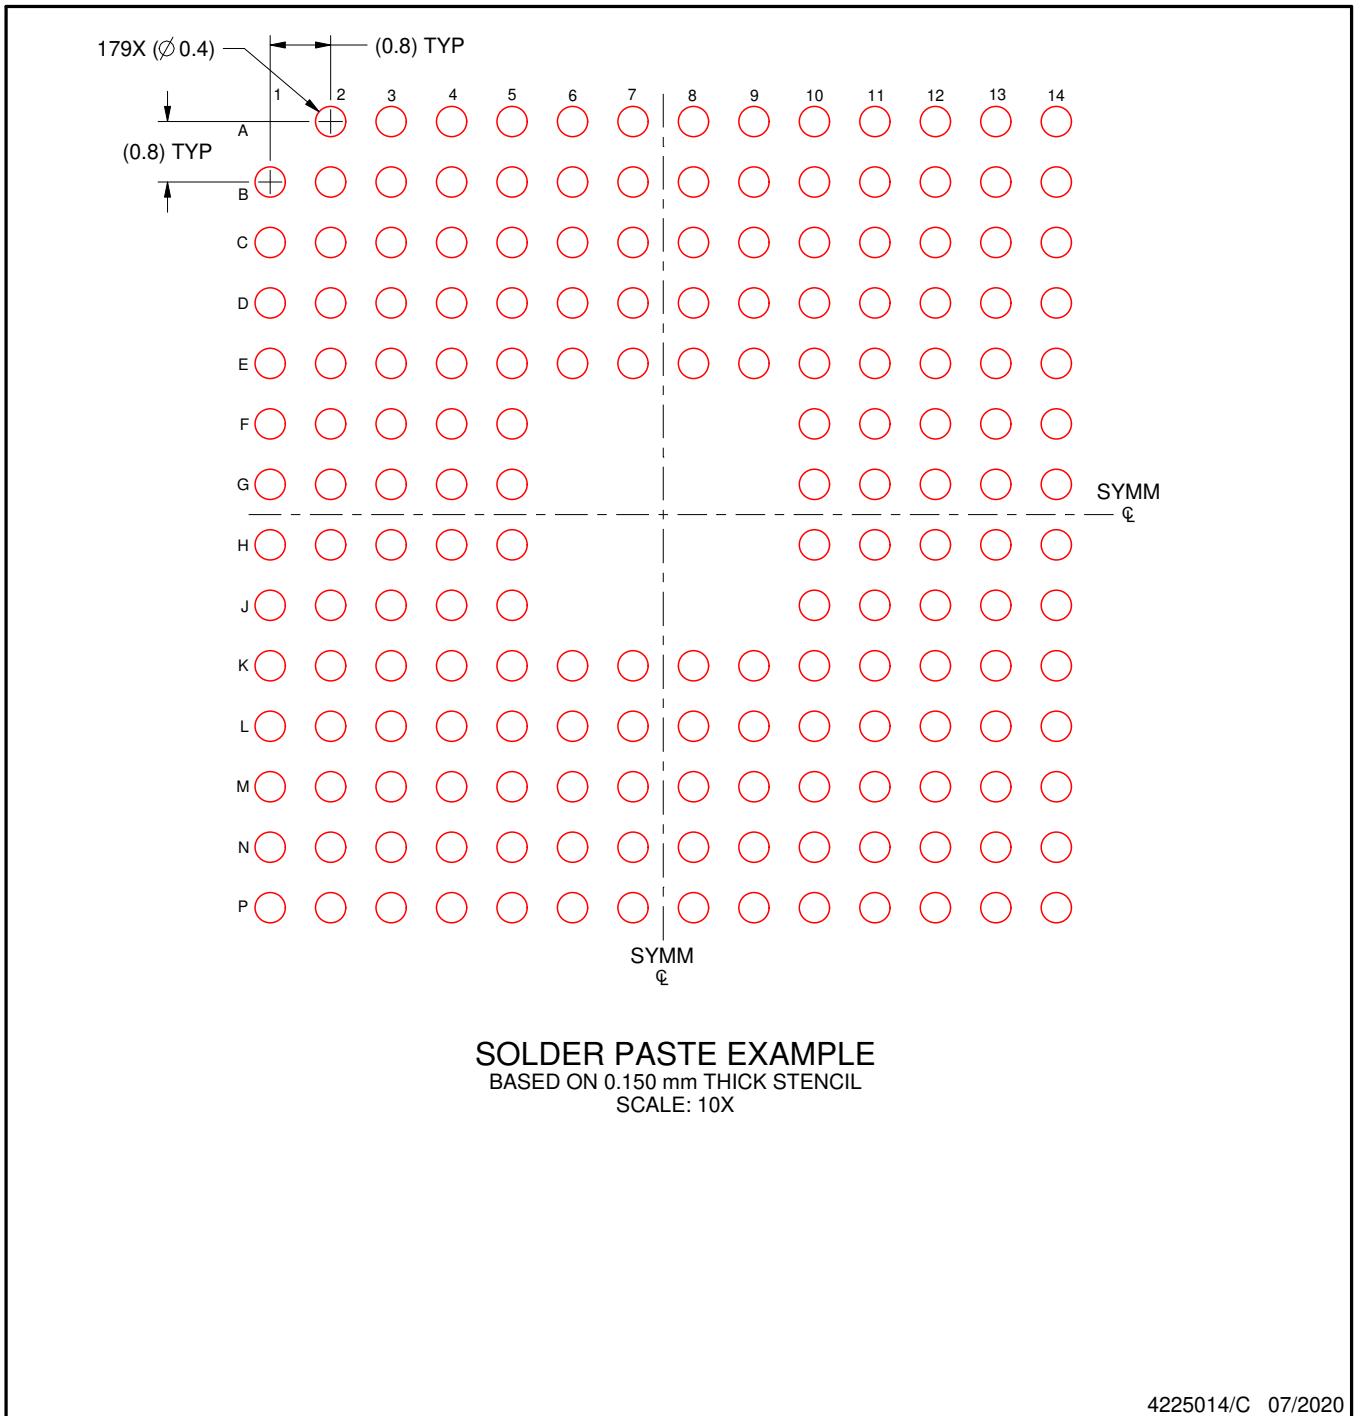 179X (∅ 0.4)
(0.8) TYP
1 2 3 4 5 6 7 8 9 10 11 12 13 14
A
(0.8) TYP
B
C
D
E
F
G
SYMM
℄
H
J
K
L
M
N
P
SYMM
℄
SOLDER PASTE EXAMPLE
BASED ON 0.150 mm THICK STENCIL
SCALE: 10X
4225014/C 07/2020